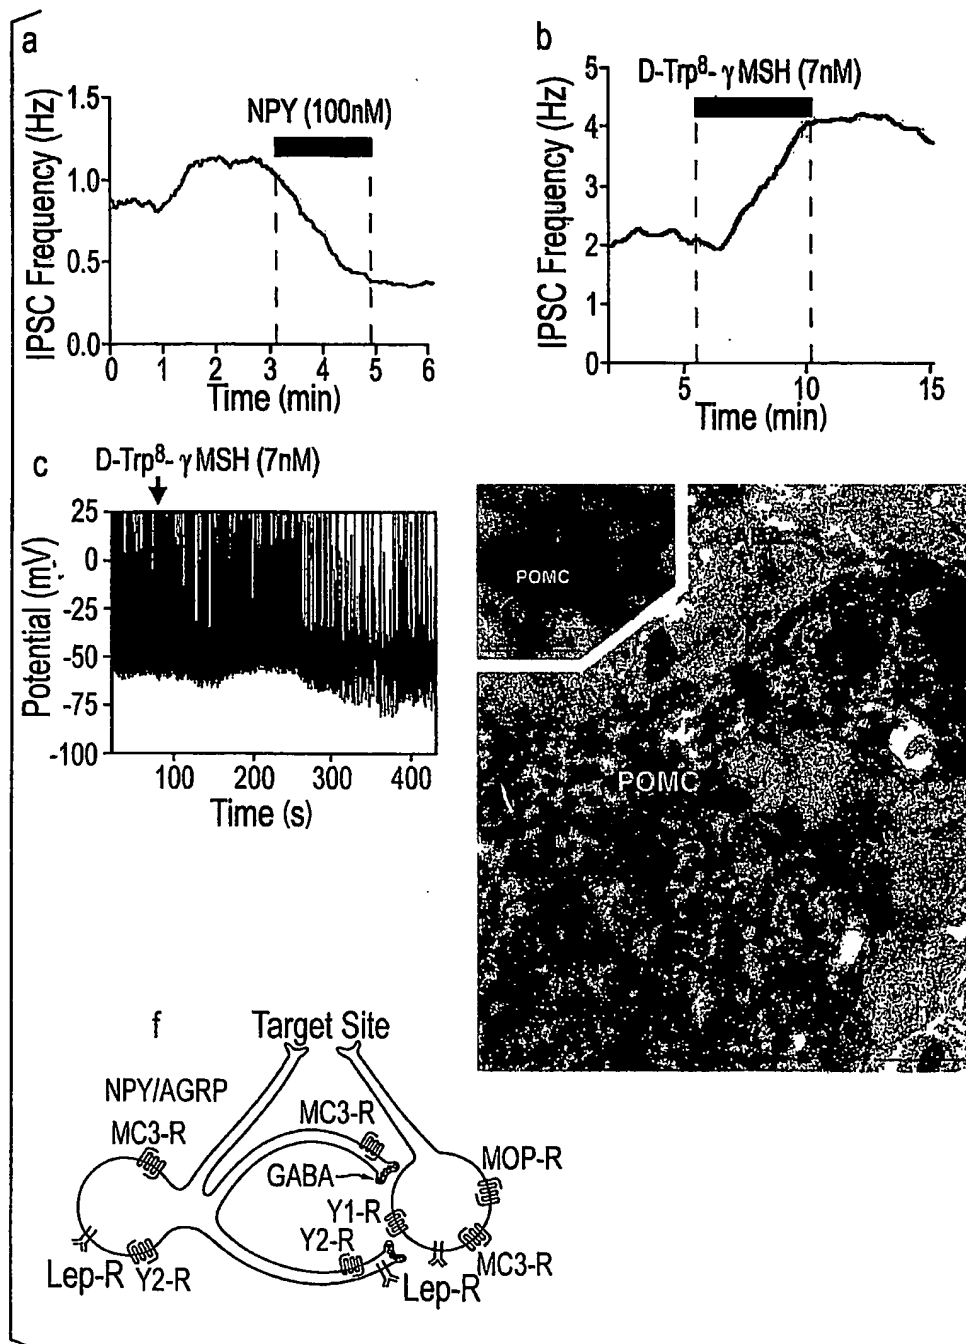 a
NPY (100nM)
IPSC Frequency (Hz)
1.5
1.0
0.5
0.0
0 1 2 3 4 5 6
Time (min)
b
D-Trp⁸- γ MSH (7nM)
IPSC Frequency (Hz)
5
4
3
2
1
0
5 10 15
Time (min)
c
D-Trp⁸- γ MSH (7nM)
Potential (mV)
25
0
-25
-50
-75
-100
100 200 300 400
Time (s)
POMC
POMC
f
Target Site
NPY/AGRP
MC3-R
MC3-R
MOP-R
GABA
Y1-R
Y2-R
MC3-R
Lep-R Y2-R
Lep-R